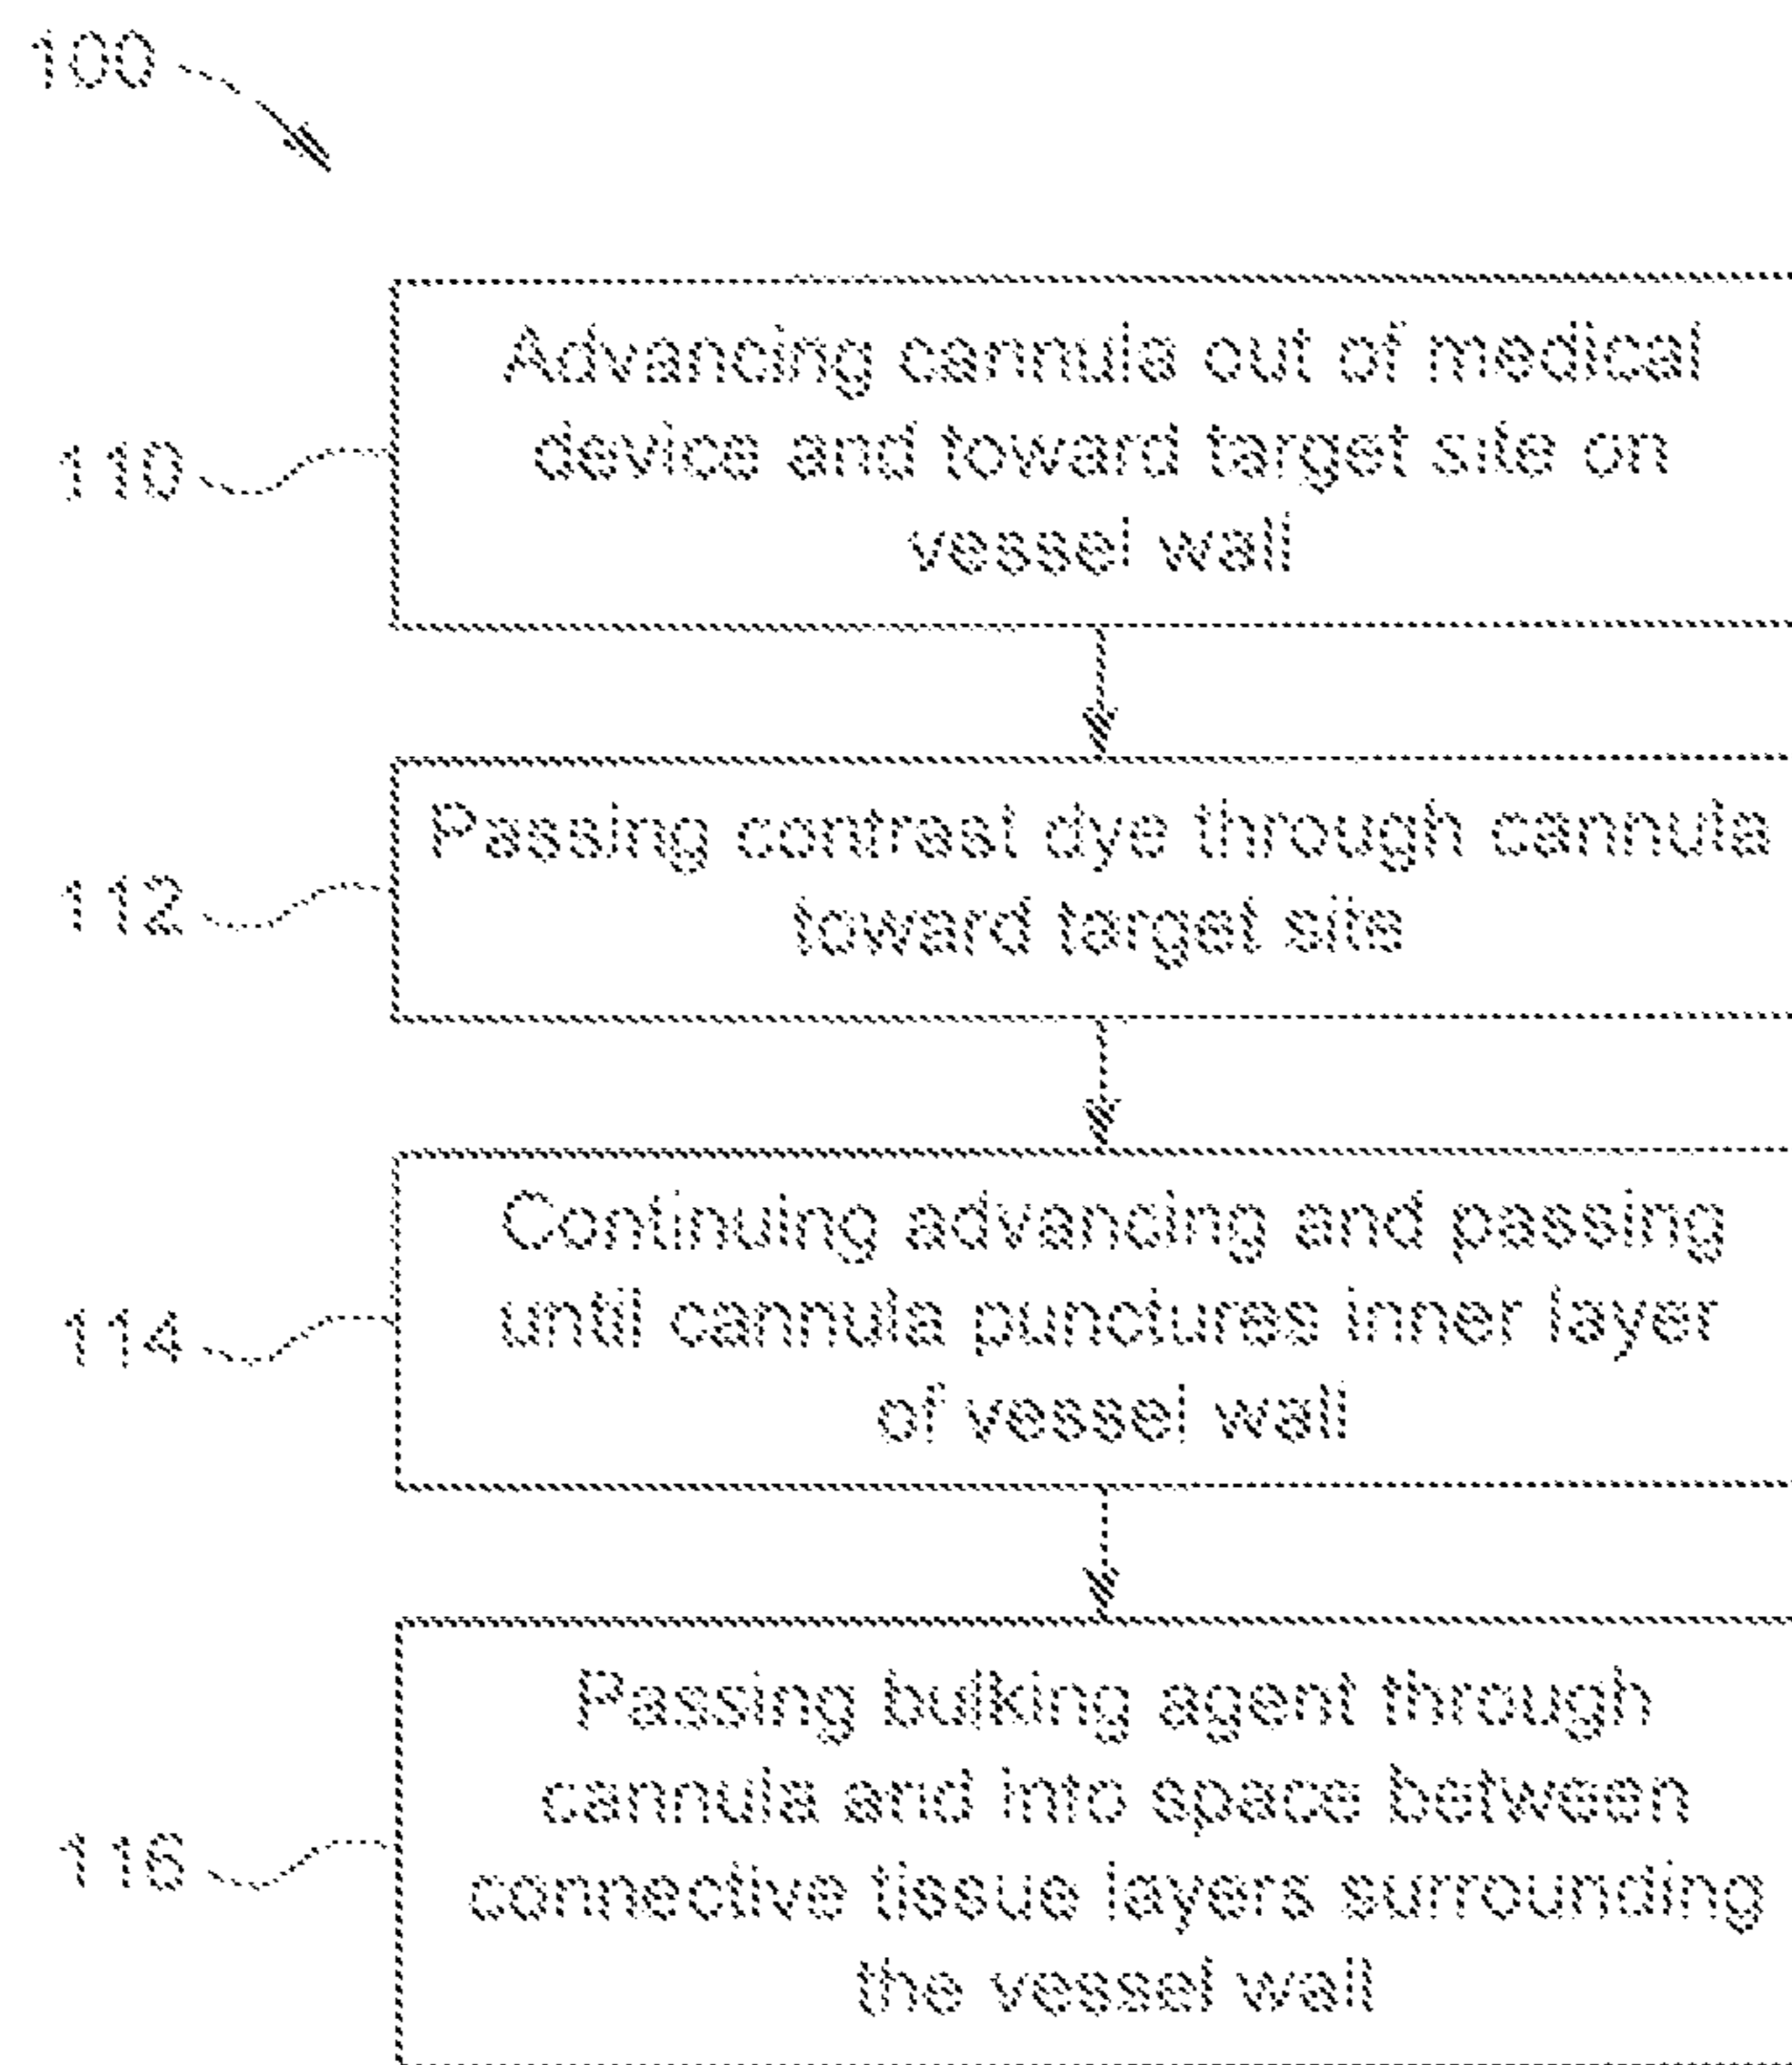 100
110
Advancing cannula out of medical
device and toward target site on
vessel wall
112
Passing contrast dye through cannula
toward target site
114
Continuing advancing and passing
until cannula punctures inner layer
of vessel wall
116
Passing bulking agent through
cannula and into space between
connective tissue layers surrounding
the vessel wall